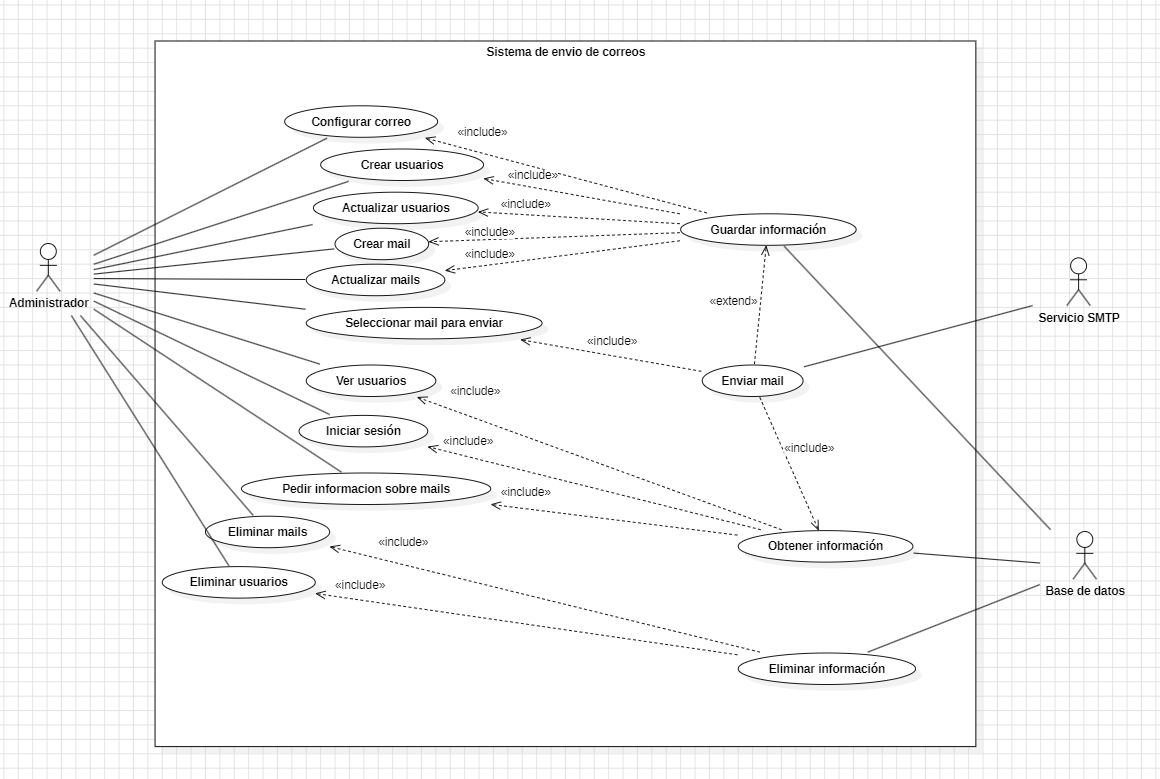 Sistema de envio de correos
Configurar correo
«include»
Crear usuarios
«include»
Actualizar usuarios
«include»
Crear mail
«include»
Guardar información
Actualizar mails
«include»
Administrador
«extend»
Servicio SMTP
Seleccionar mail para enviar
«include»
Ver usuarios
Enviar mail
«include»
Iniciar sesión
«include»
«include»
Pedir informacion sobre mails
«include»
Eliminar mails
«include»
Obtener información
Eliminar usuarios
«include»
Base de datos
Eliminar información